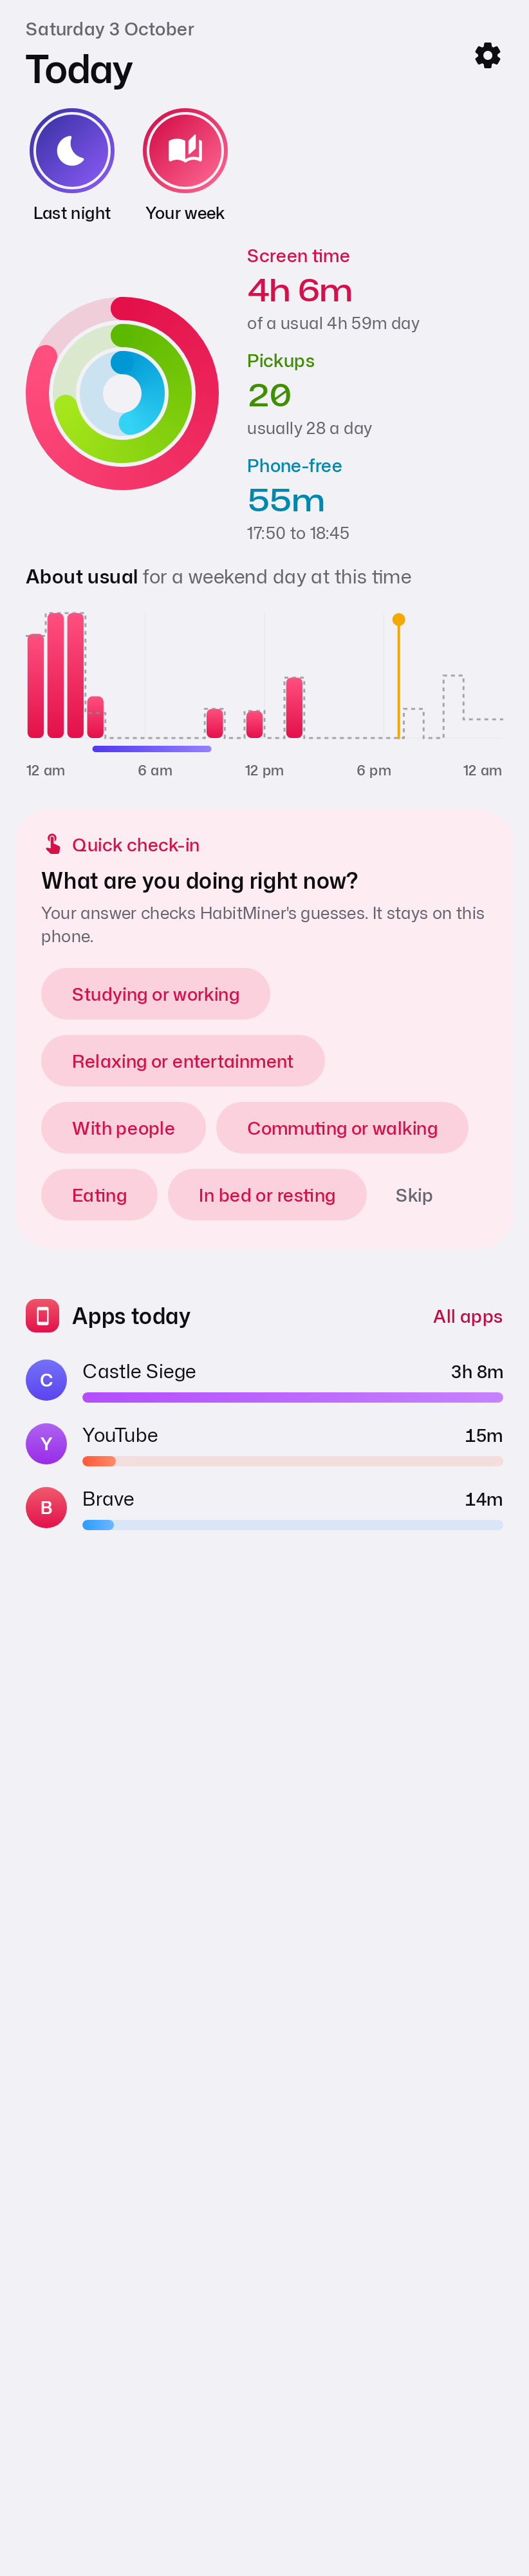 Saturday 3 October
Today
Last night
Your week
Screen time
4h 6m
of a usual 4h 59m day
Pickups
20
usually 28 a day
Phone-free
55m
17:50 to 18:45
About usual for a weekend day at this time
12 am 6 am 12 pm 6 pm 12 am
Quick check-in
What are you doing right now?
Your answer checks HabitMiner's guesses. It stays on this
phone.
Studying or working
Relaxing or entertainment
With people Commuting or walking
Eating In bed or resting Skip
Apps today All apps
C Castle Siege 3h 8m
Y YouTube 15m
B Brave 14m